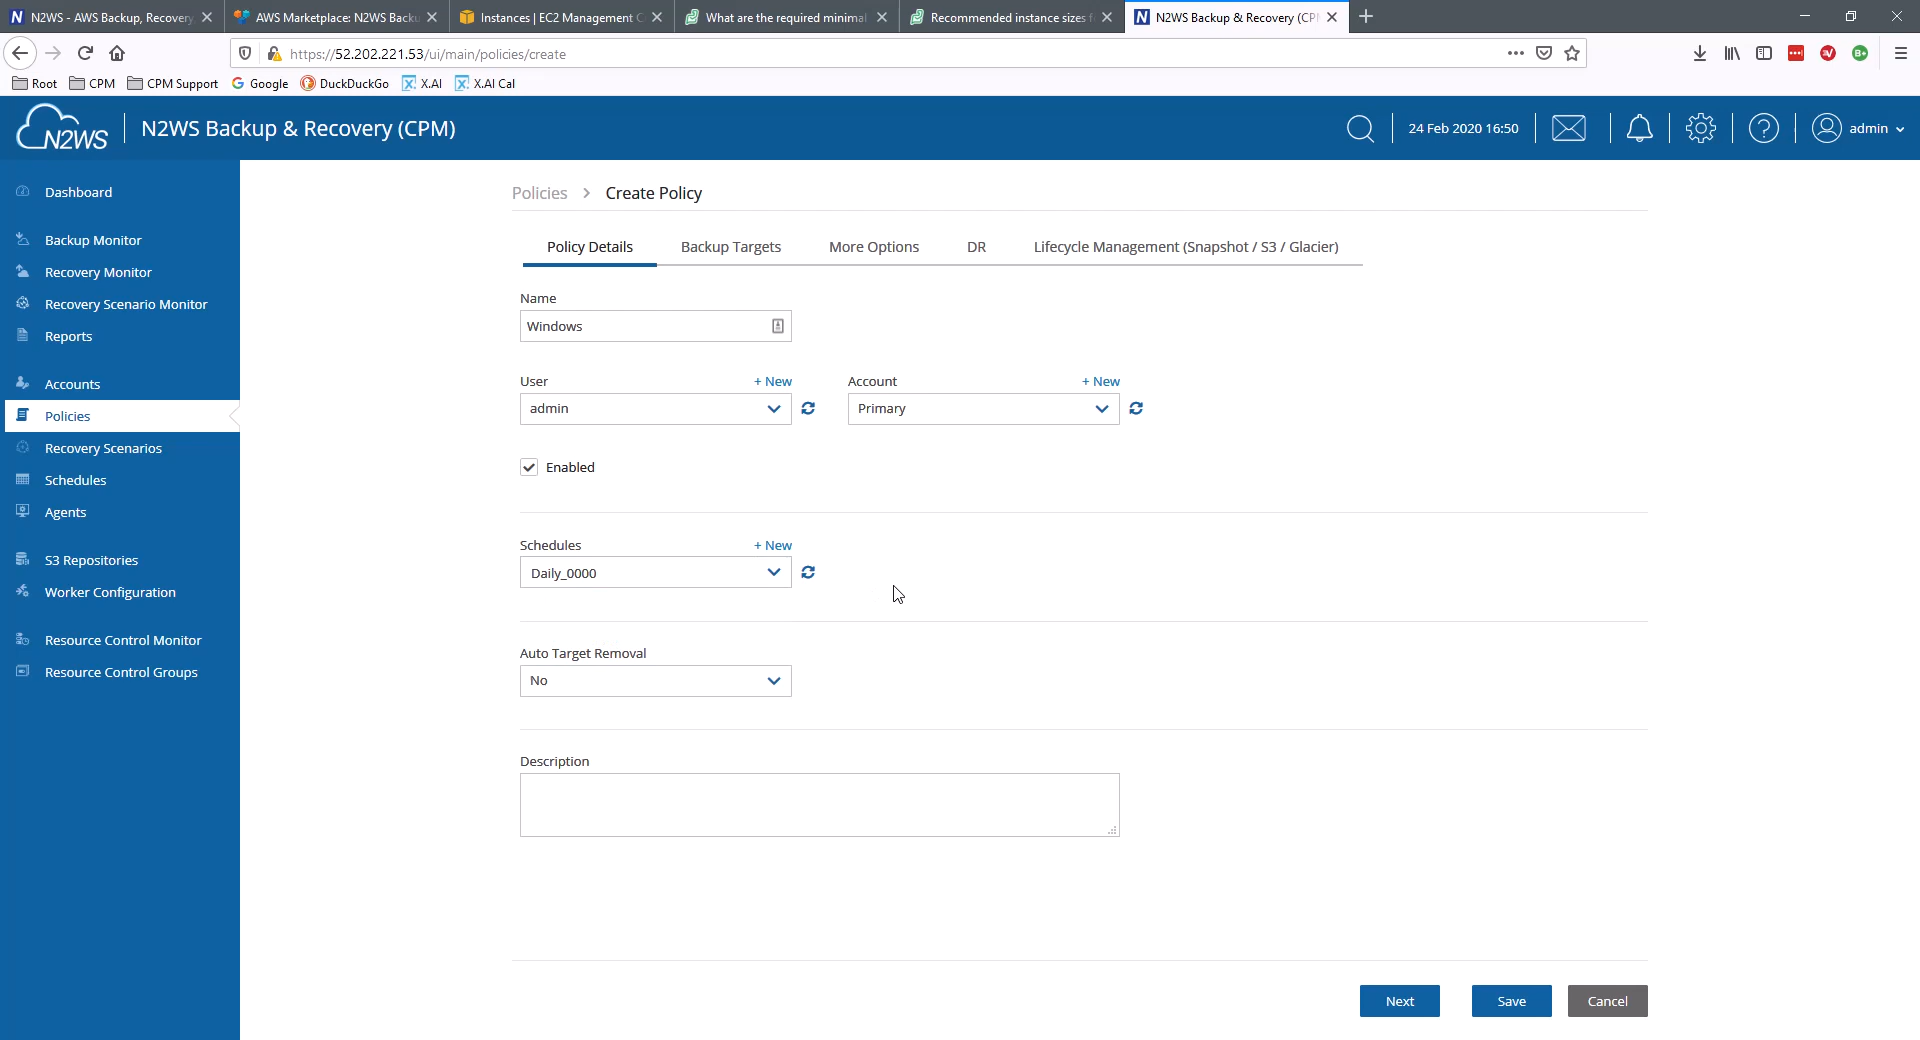 N2WS - AWS Backup, Recovery
AWS Marketplace: N2WS Backu
Instances | EC2 Management C
What are the required minimal
Recommended instance sizes f
N2WS Backup & Recovery (CP
https://52.202.221.53/ui/main/policies/create
Root
CPM
CPM Support
Google
DuckDuckGo
X.AI
X.AI Cal
N2WS
N2WS Backup & Recovery (CPM)
24 Feb 2020 16:50
admin
Dashboard
Backup Monitor
Recovery Monitor
Recovery Scenario Monitor
Reports
Accounts
Policies
Recovery Scenarios
Schedules
Agents
S3 Repositories
Worker Configuration
Resource Control Monitor
Resource Control Groups
Policies > Create Policy
Policy Details
Backup Targets
More Options
DR
Lifecycle Management (Snapshot / S3 / Glacier)
Name
Windows
User
+ New
Account
+ New
admin
Primary
Enabled
Schedules
+ New
Daily_0000
Auto Target Removal
No
Description
Next
Save
Cancel